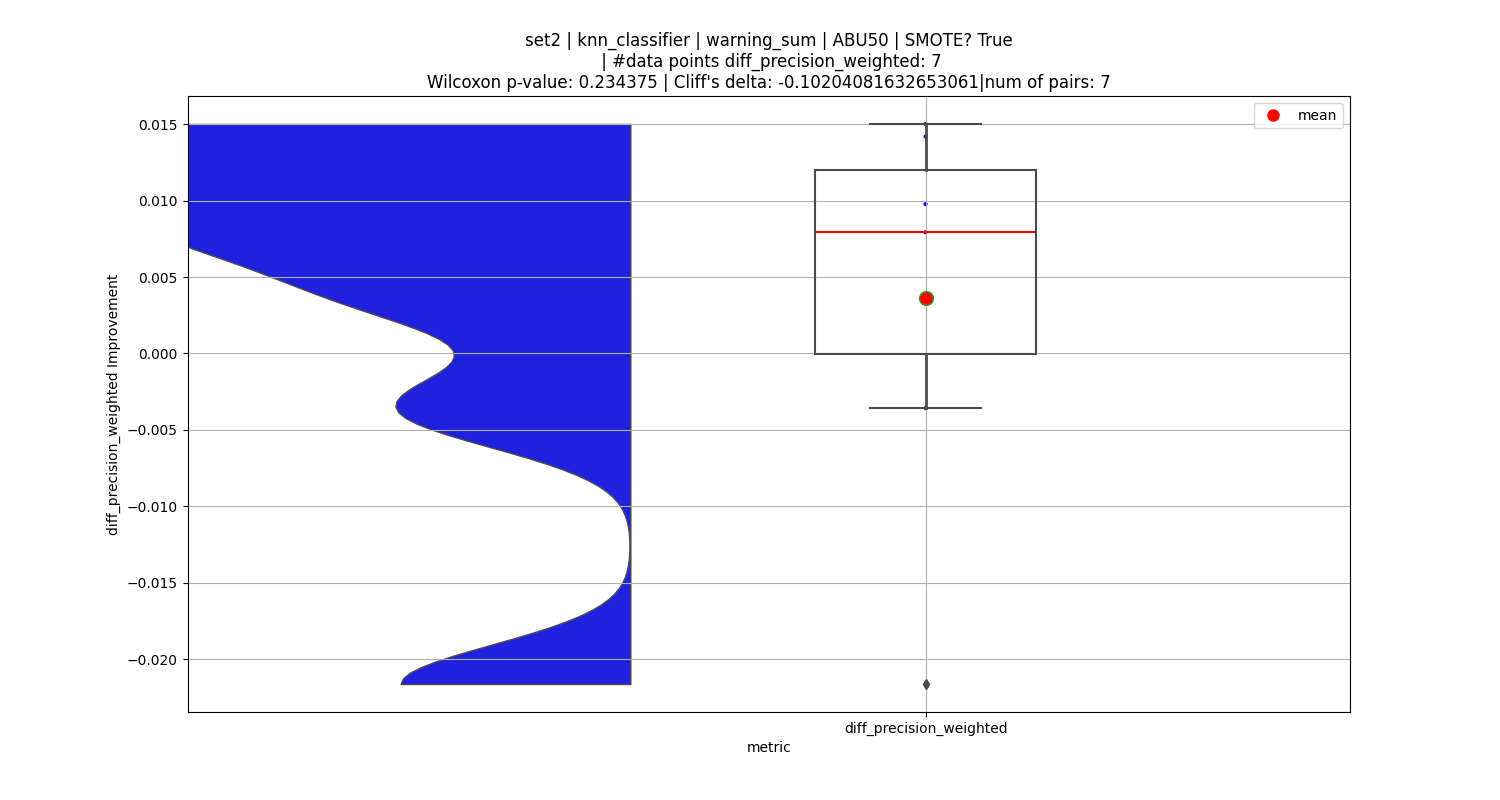 set2 | knn_classifier | warning_sum | ABU50 | SMOTE? True
| #data points diff_precision_weighted: 7
Wilcoxon p-value: 0.234375 | Cliff's delta: -0.10204081632653061|num of pairs: 7
mean
0.015
0.010
0.005
0.000
−0.005
−0.010
−0.015
−0.020
diff_precision_weighted Improvement
diff_precision_weighted
metric